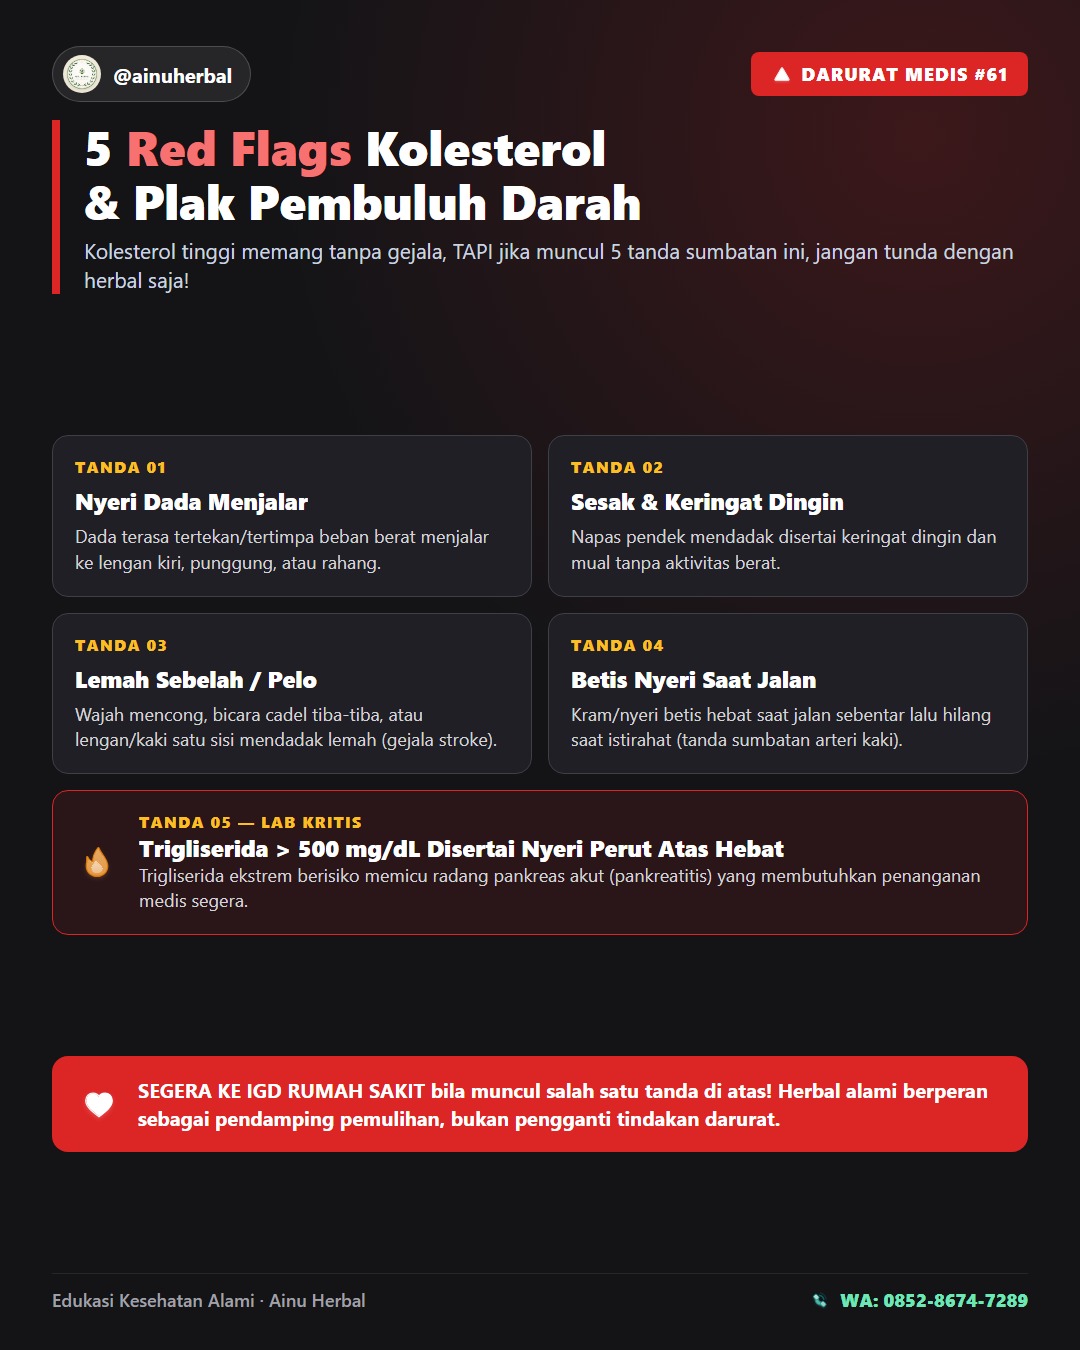 @ainuherbal
DARURAT MEDIS #61
5 Red Flags Kolesterol
& Plak Pembuluh Darah
Kolesterol tinggi memang tanpa gejala, TAPI jika muncul 5 tanda sumbatan ini, jangan tunda dengan
herbal saja!
TANDA 01
Nyeri Dada Menjalar
Dada terasa tertekan/tertimpa beban berat menjalar
ke lengan kiri, punggung, atau rahang.
TANDA 02
Sesak & Keringat Dingin
Napas pendek mendadak disertai keringat dingin dan
mual tanpa aktivitas berat.
TANDA 03
Lemah Sebelah / Pelo
Wajah mencong, bicara cadel tiba-tiba, atau
lengan/kaki satu sisi mendadak lemah (gejala stroke).
TANDA 04
Betis Nyeri Saat Jalan
Kram/nyeri betis hebat saat jalan sebentar lalu hilang
saat istirahat (tanda sumbatan arteri kaki).
TANDA 05 — LAB KRITIS
Trigliserida > 500 mg/dL Disertai Nyeri Perut Atas Hebat
Trigliserida ekstrem berisiko memicu radang pankreas akut (pankreatitis) yang membutuhkan penanganan
medis segera.
SEGERA KE IGD RUMAH SAKIT bila muncul salah satu tanda di atas! Herbal alami berperan
sebagai pendamping pemulihan, bukan pengganti tindakan darurat.
Edukasi Kesehatan Alami · Ainu Herbal
WA: 0852-8674-7289